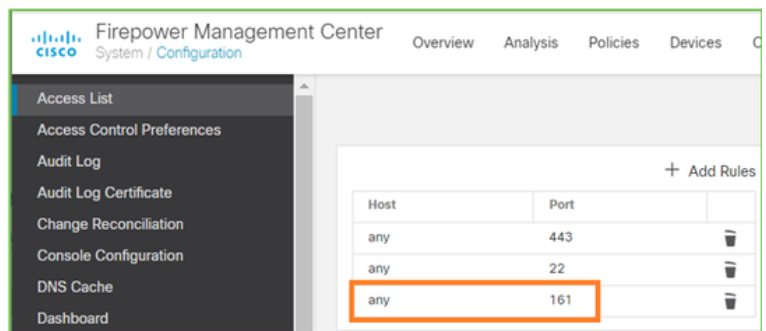 CISCO
Firepower Management Center
System / Configuration
Overview Analysis Policies Devices
Access List
Access Control Preferences
Audit Log
Audit Log Certificate
Change Reconciliation
Console Configuration
DNS Cache
Dashboard
+ Add Rules
Host Port
any 443
any 22
any 161